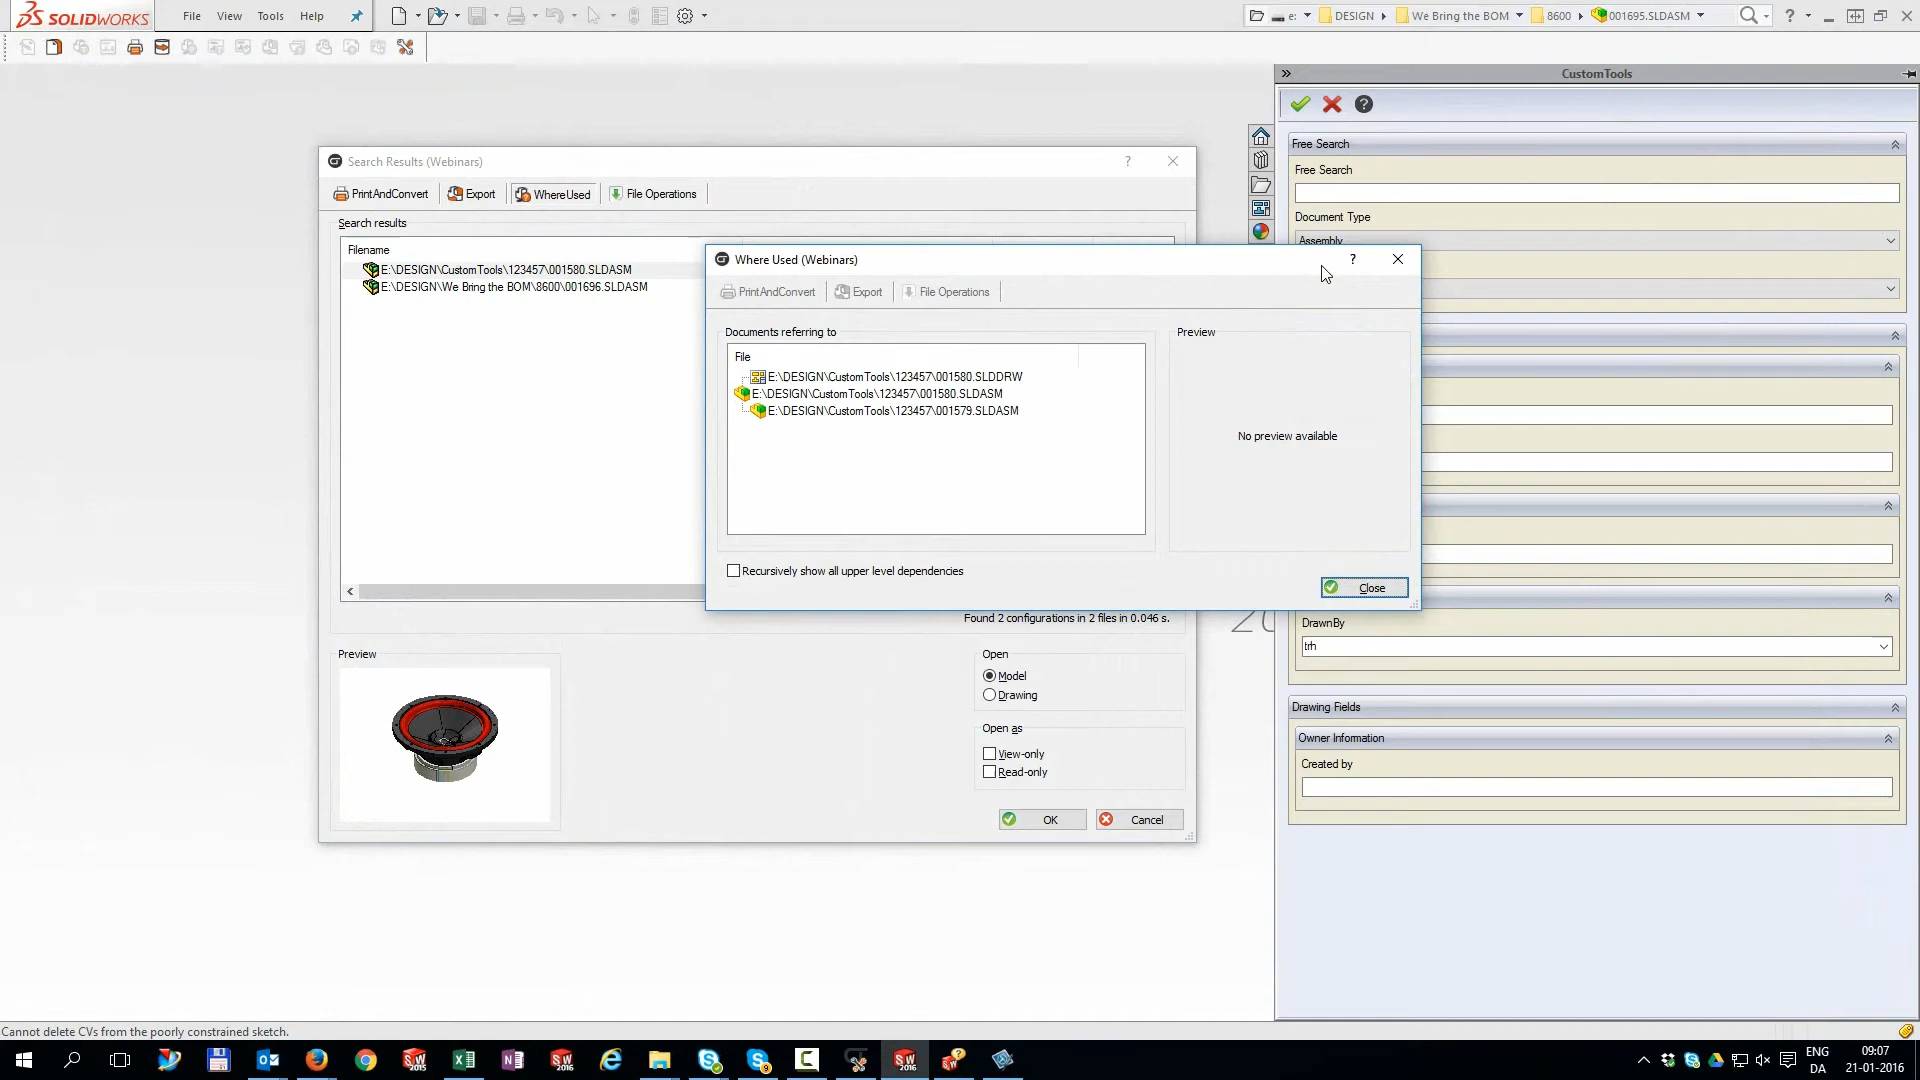 SOLIDWORKS File View Tools Help e: DESIGN We Bring the BOM 8600 001695.SLDASM ?
CustomTools
Free Search
Free Search
Document Type
Assembly
Search Results (Webinars) ?
PrintAndConvert Export WhereUsed File Operations
Search results
Filename
E:\DESIGN\CustomTools\123457\001580.SLDASM
E:\DESIGN\We Bring the BOM\8600\001696.SLDASM
Where Used (Webinars) ?
PrintAndConvert Export File Operations
Documents referring to
File
E:\DESIGN\CustomTools\123457\001580.SLDDRW
E:\DESIGN\CustomTools\123457\001580.SLDASM
E:\DESIGN\CustomTools\123457\001579.SLDASM
Preview
No preview available
Recursively show all upper level dependencies
Close
Found 2 configurations in 2 files in 0.046 s.
Preview
Open
Model
Drawing
Open as
View-only
Read-only
OK Cancel
DrawnBy
trh
Drawing Fields
Owner Information
Created by
Cannot delete CVs from the poorly constrained sketch.
ENG
DA
09:07
21-01-2016